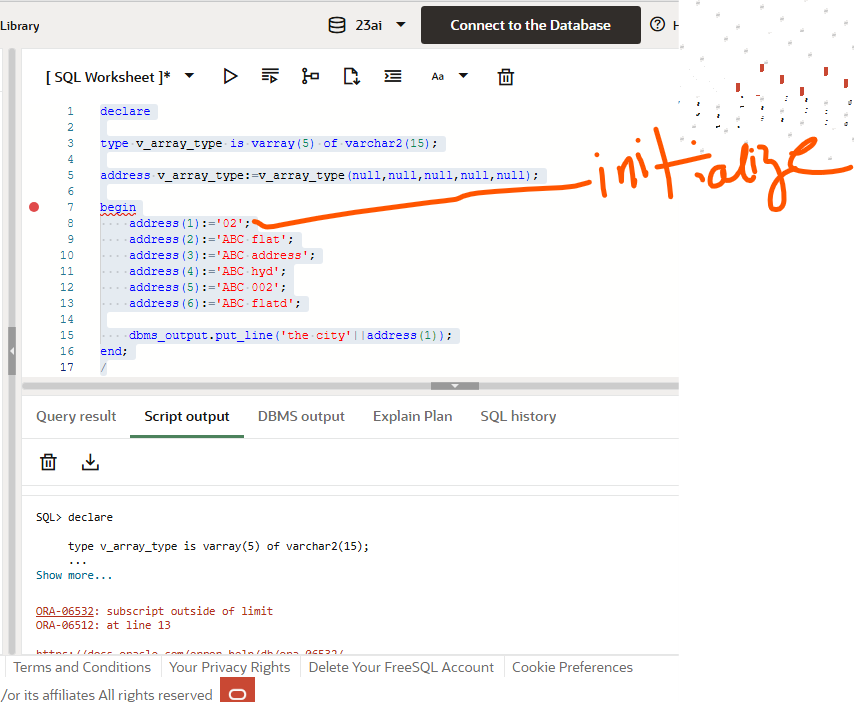 Library
23ai
Connect to the Database
H
[ SQL Worksheet ]*
Aa
1 declare
2
3 type v_array_type is varray(5) of varchar2(15);
4
5 address v_array_type:=v_array_type(null,null,null,null,null);
6
7 begin
8 address(1):='02';
9 address(2):='ABC flat';
10 address(3):='ABC address';
11 address(4):='ABC hyd';
12 address(5):='ABC 002';
13 address(6):='ABC flatd';
14
15 dbms_output.put_line('the city'||address(1));
16 end;
17 /
initialize
Query result Script output DBMS output Explain Plan SQL history
SQL> declare
type v_array_type is varray(5) of varchar2(15);
...
Show more...
ORA-06532: subscript outside of limit
ORA-06512: at line 13
https://docs.oracle.com/error-help/db/ora-06532/
Terms and Conditions Your Privacy Rights Delete Your FreeSQL Account Cookie Preferences
/or its affiliates All rights reserved